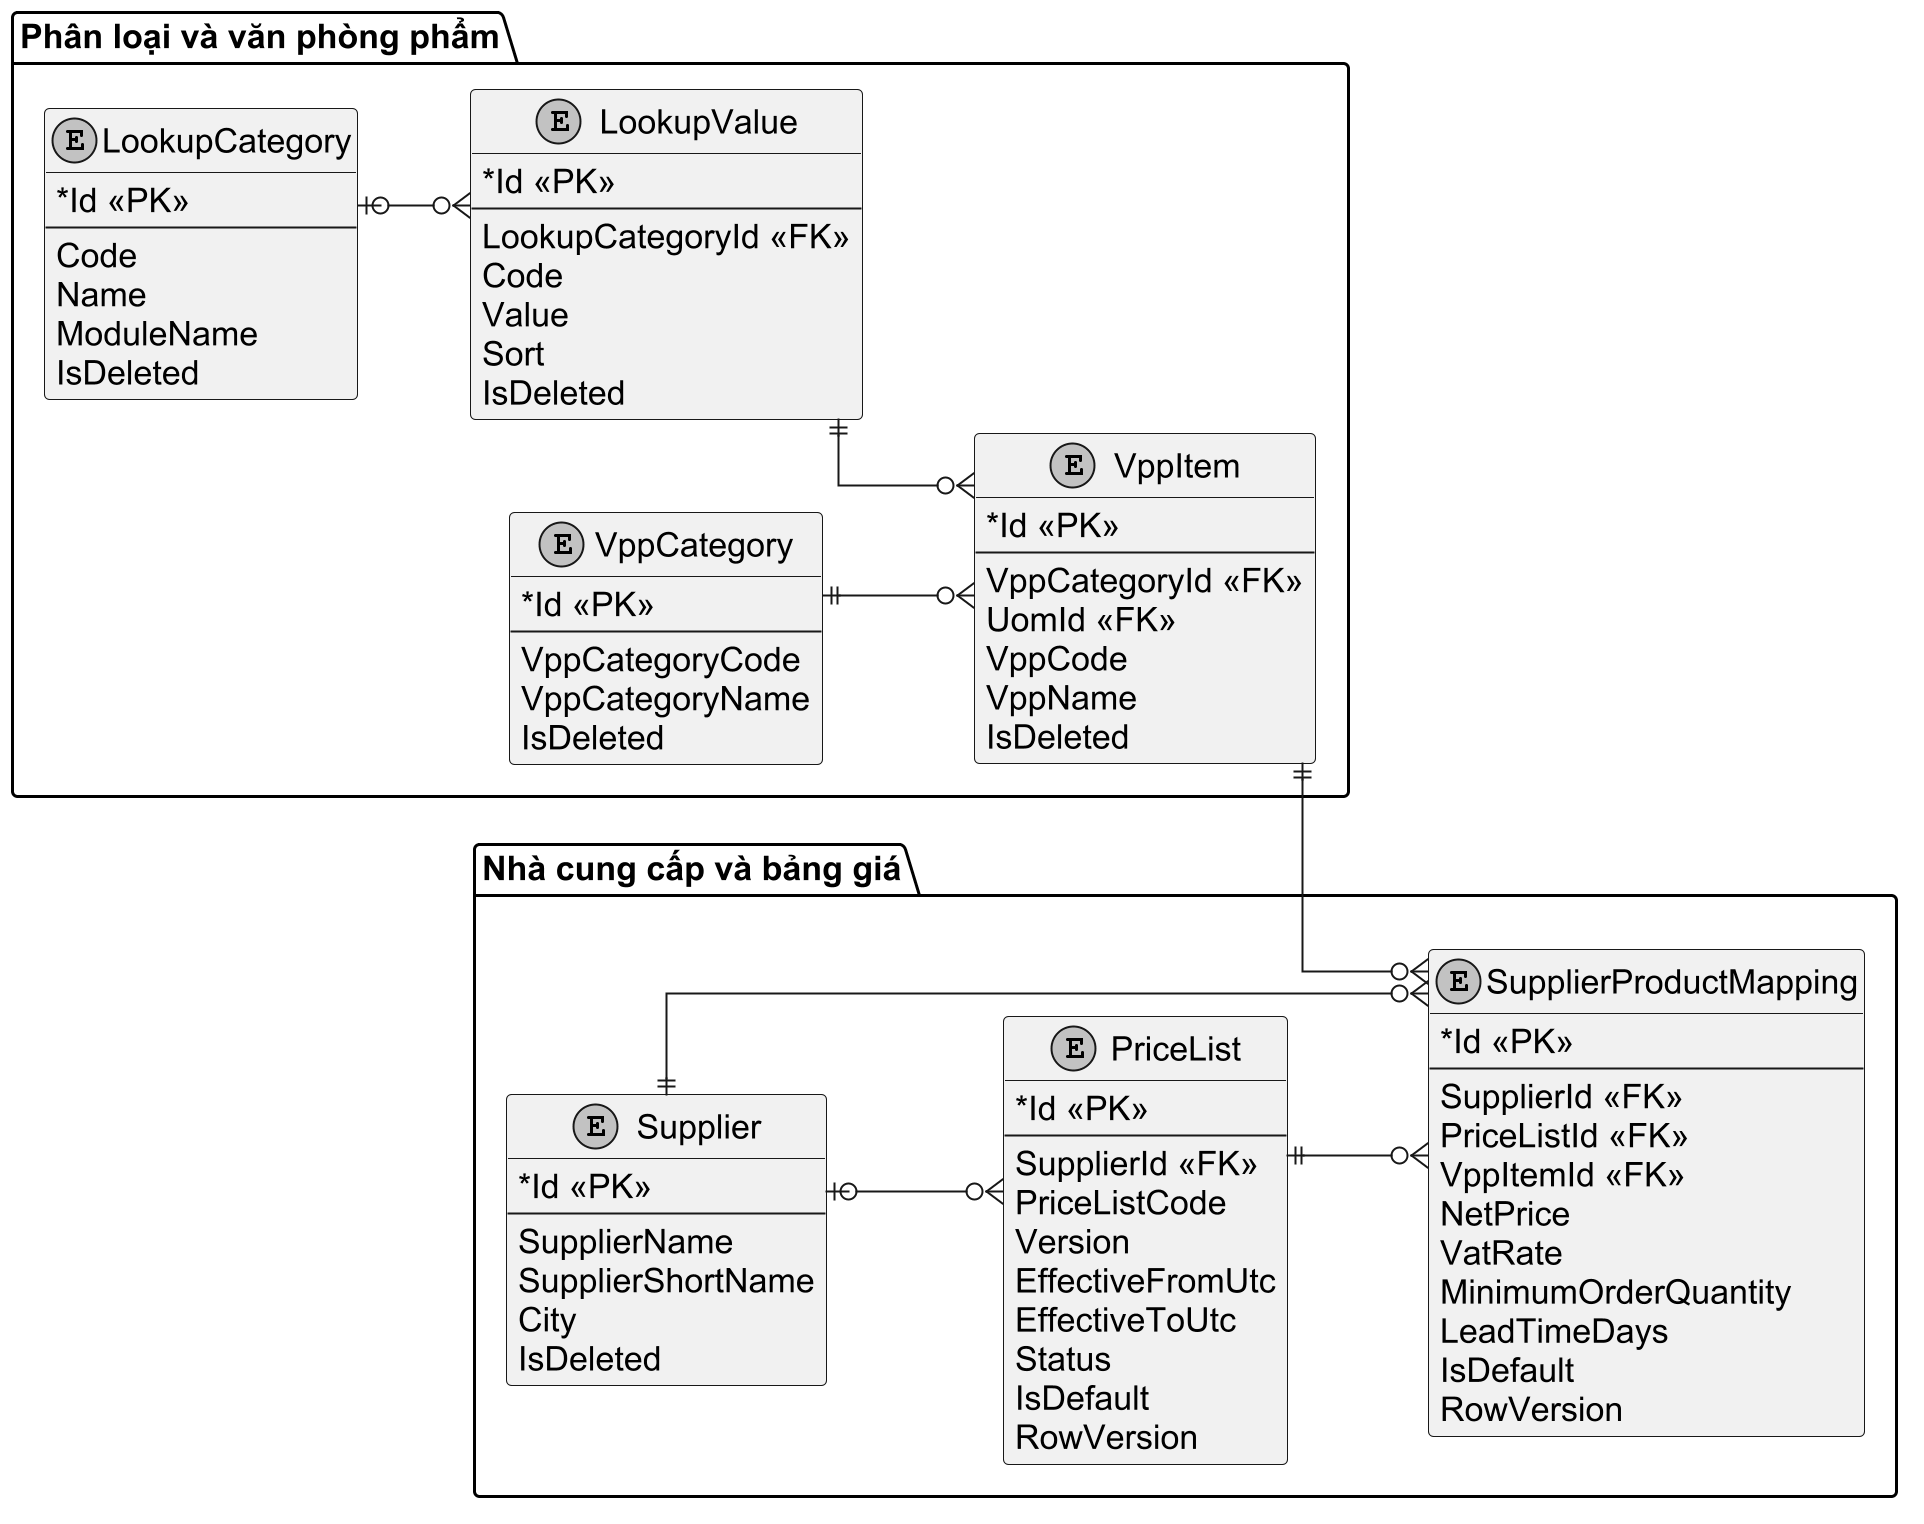 Phân loại và văn phòng phẩm
E LookupCategory
*Id «PK»
Code
Name
ModuleName
IsDeleted
E LookupValue
*Id «PK»
LookupCategoryId «FK»
Code
Value
Sort
IsDeleted
E VppCategory
*Id «PK»
VppCategoryCode
VppCategoryName
IsDeleted
E VppItem
*Id «PK»
VppCategoryId «FK»
UomId «FK»
VppCode
VppName
IsDeleted
Nhà cung cấp và bảng giá
E Supplier
*Id «PK»
SupplierName
SupplierShortName
City
IsDeleted
E PriceList
*Id «PK»
SupplierId «FK»
PriceListCode
Version
EffectiveFromUtc
EffectiveToUtc
Status
IsDefault
RowVersion
E SupplierProductMapping
*Id «PK»
SupplierId «FK»
PriceListId «FK»
VppItemId «FK»
NetPrice
VatRate
MinimumOrderQuantity
LeadTimeDays
IsDefault
RowVersion